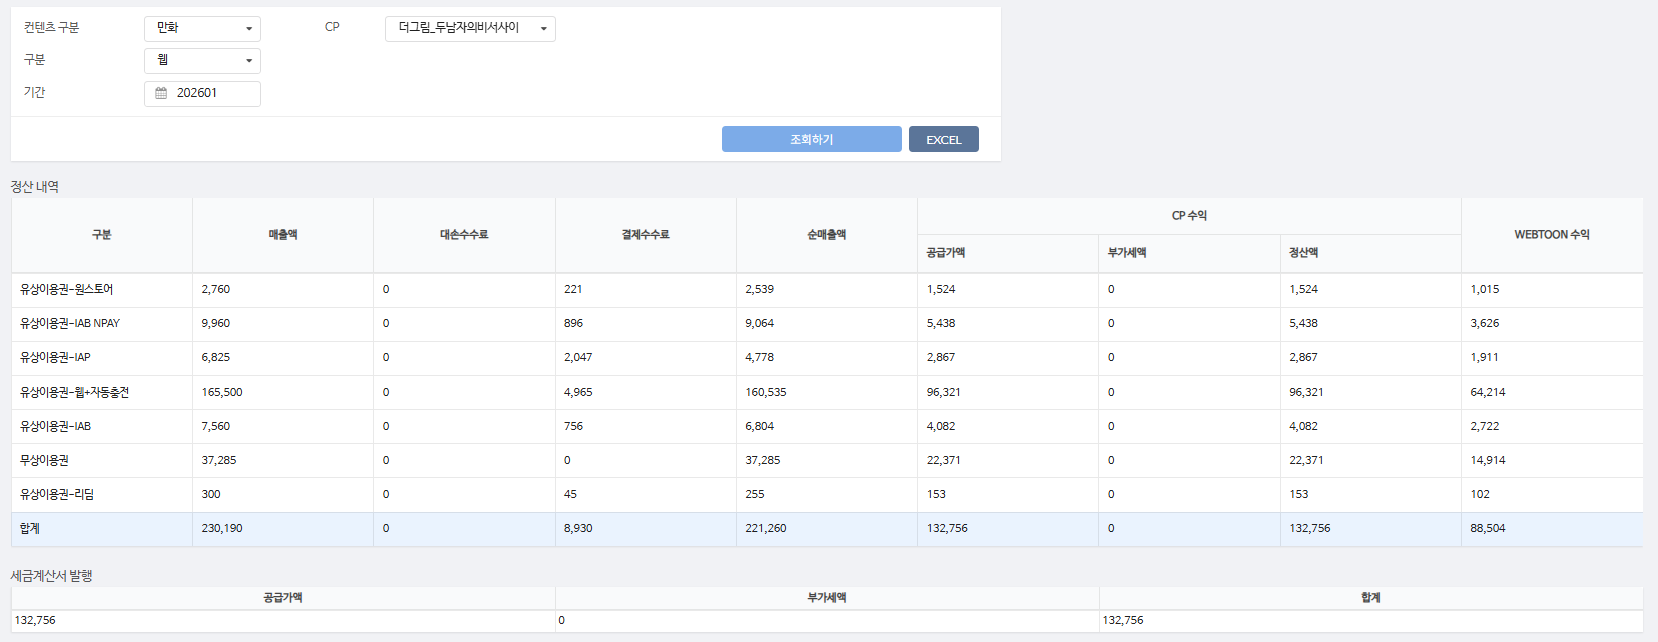 컨텐츠 구분 만화 CP 더그림_두남자의비서사이
구분 웹
기간 202601
조회하기 EXCEL
정산 내역
구분 매출액 대손수수료 결제수수료 순매출액 CP 수익 WEBTOON 수익
공급가액 부가세액 정산액
유상이용권-원스토어 2,760 0 221 2,539 1,524 0 1,524 1,015
유상이용권-IAB NPAY 9,960 0 896 9,064 5,438 0 5,438 3,626
유상이용권-IAP 6,825 0 2,047 4,778 2,867 0 2,867 1,911
유상이용권-웹+자동충전 165,500 0 4,965 160,535 96,321 0 96,321 64,214
유상이용권-IAB 7,560 0 756 6,804 4,082 0 4,082 2,722
무상이용권 37,285 0 0 37,285 22,371 0 22,371 14,914
유상이용권-리딤 300 0 45 255 153 0 153 102
합계 230,190 0 8,930 221,260 132,756 0 132,756 88,504
세금계산서 발행
공급가액 부가세액 합계
132,756 0 132,756